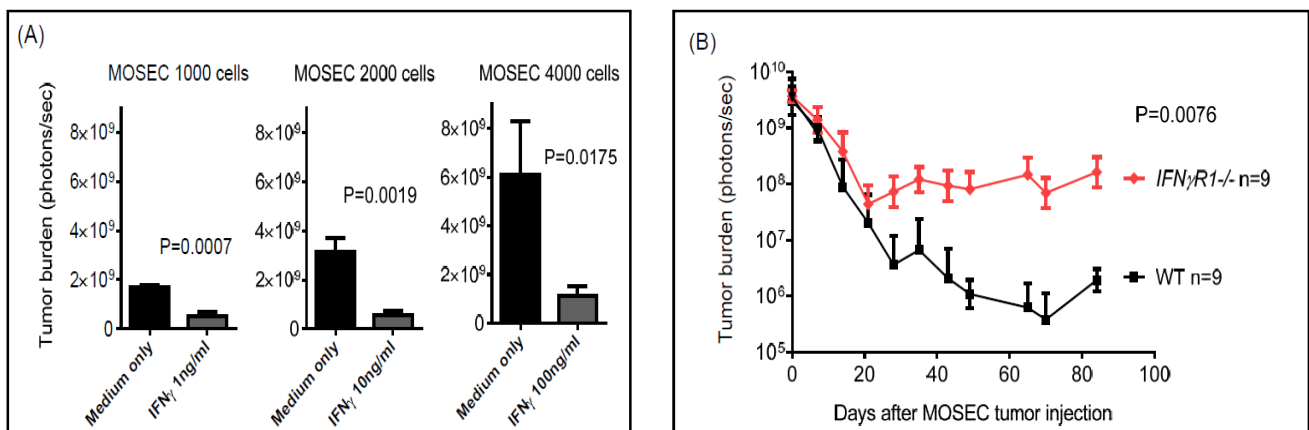 (A)
MOSEC 1000 cells
MOSEC 2000 cells
MOSEC 4000 cells
Tumor burden (photons/sec)
8×10⁹
6×10⁹
4×10⁹
2×10⁹
0
P=0.0007
Medium only
IFNγ 1ng/ml
8×10⁹
6×10⁹
4×10⁹
2×10⁹
0
P=0.0019
Medium only
IFNγ 10ng/ml
8×10⁹
6×10⁹
4×10⁹
2×10⁹
0
P=0.0175
Medium only
IFNγ 100ng/ml
(B)
Tumor burden (photons/sec)
10¹⁰
10⁹
10⁸
10⁷
10⁶
10⁵
P=0.0076
IFNγR1-/- n=9
WT n=9
0 20 40 60 80 100
Days after MOSEC tumor injection